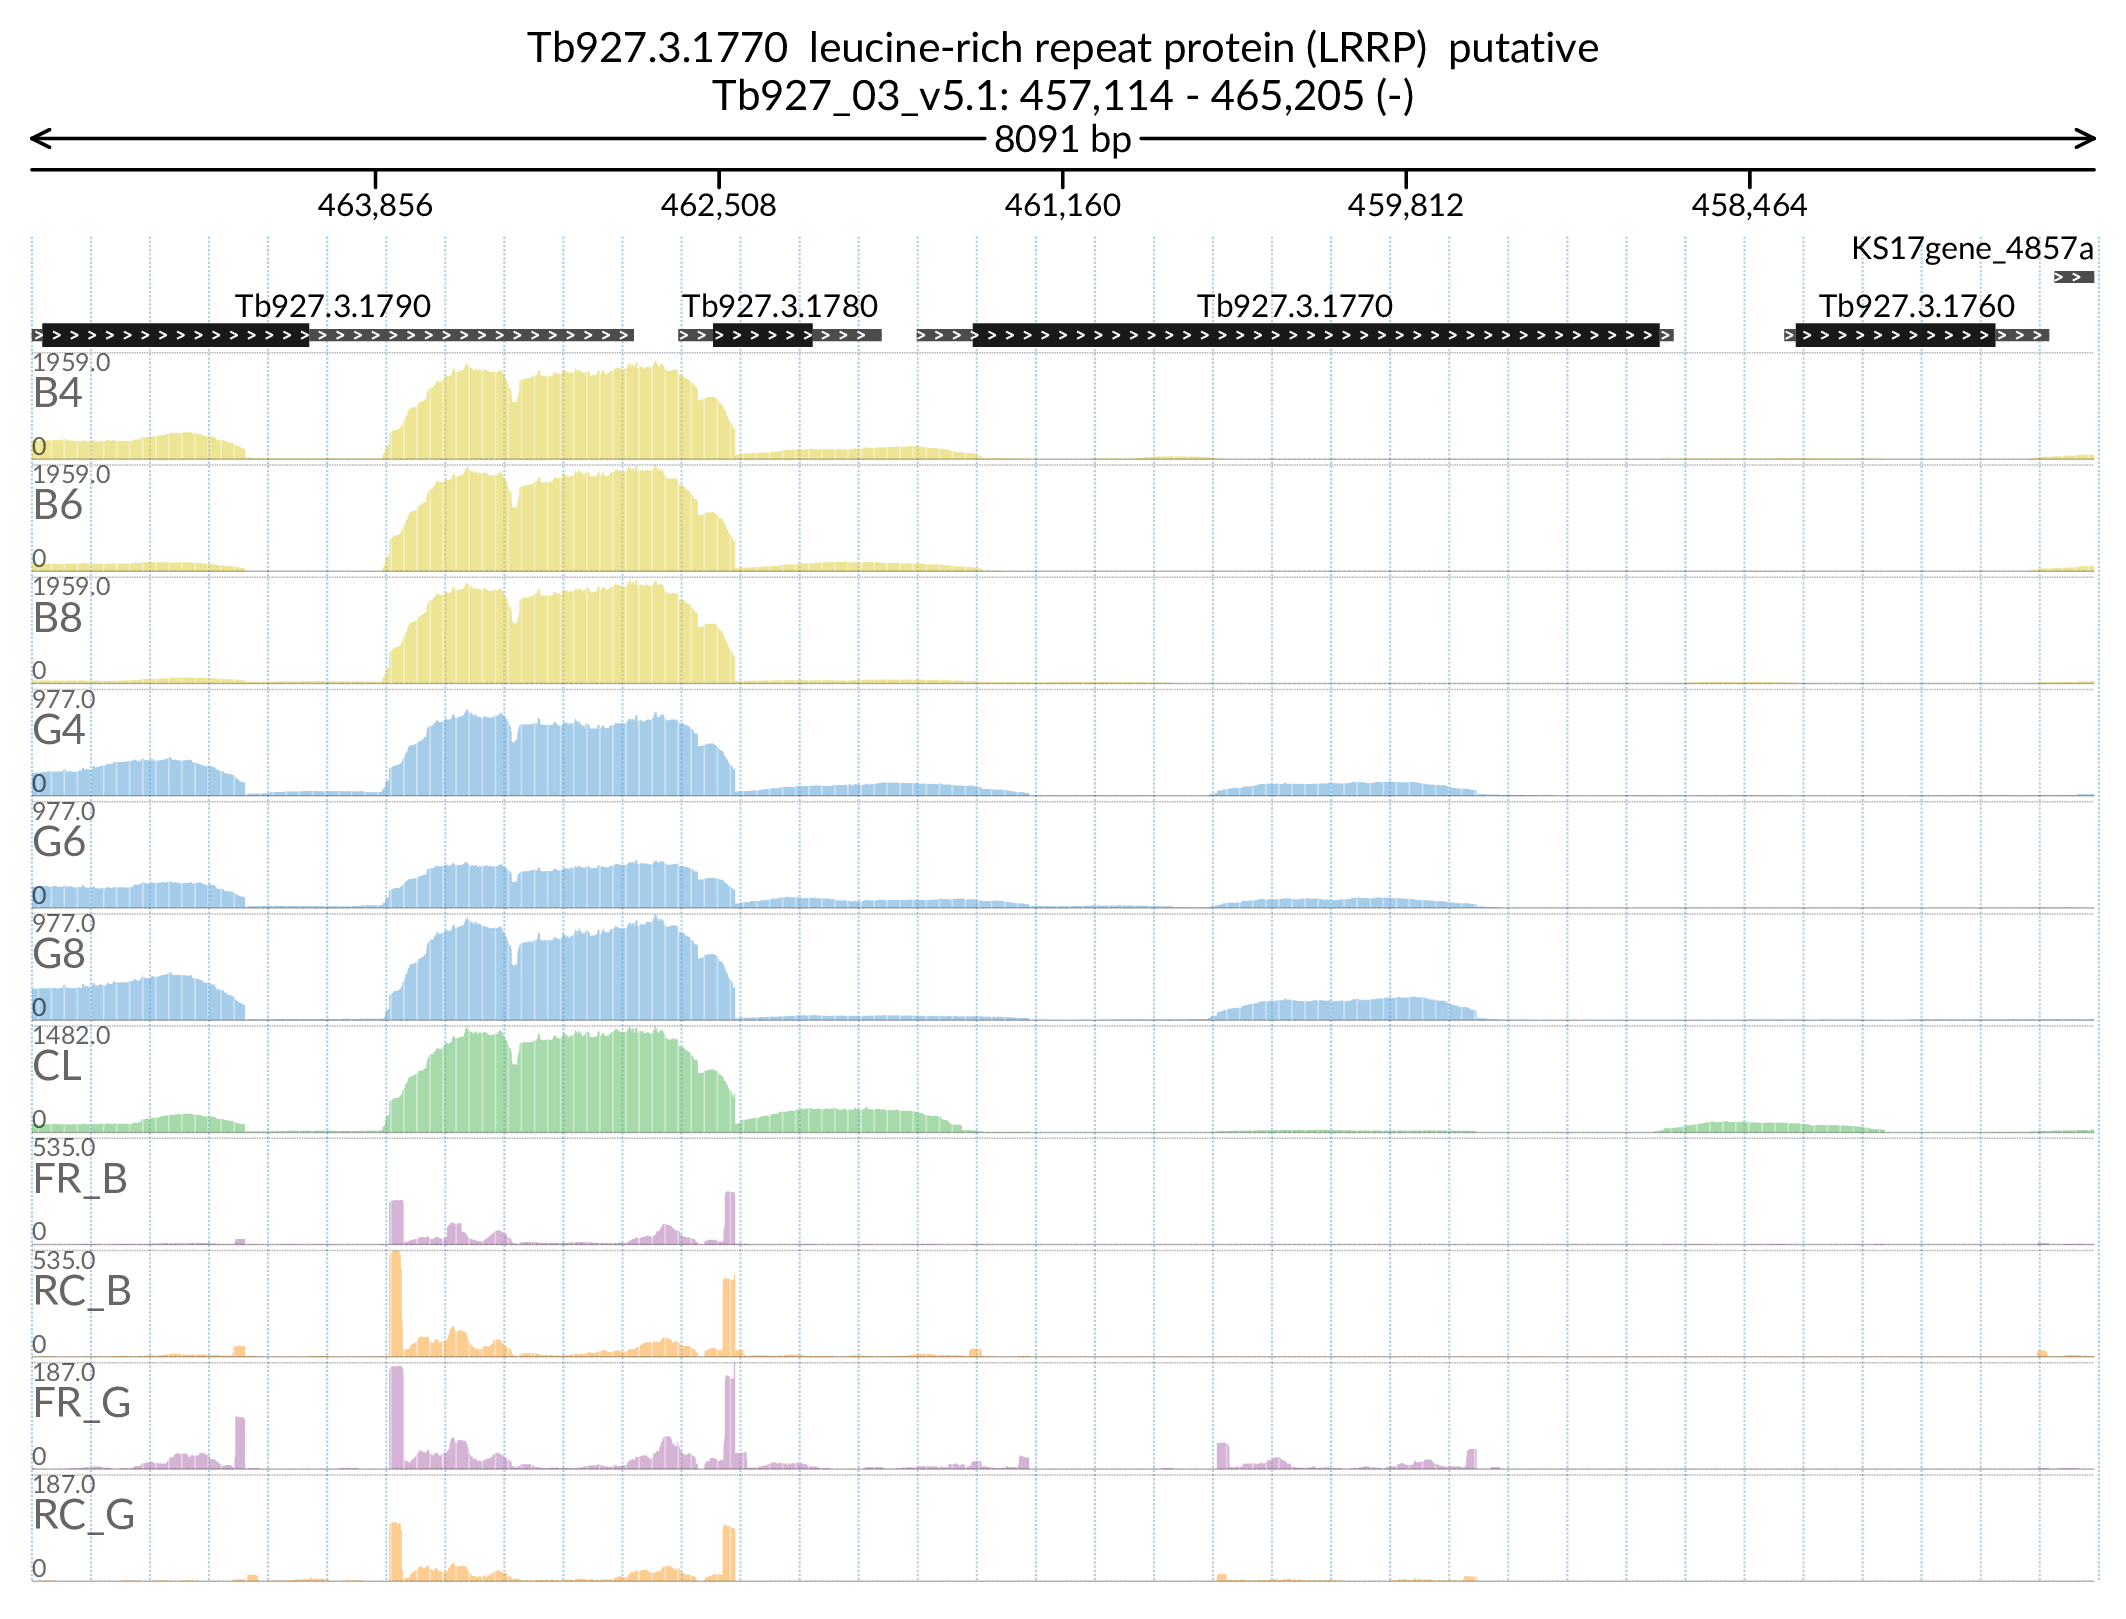 Tb927.3.1770 leucine-rich repeat protein (LRRP) putative
Tb927_03_v5.1: 457,114 - 465,205 (-)
8091 bp
463,856 462,508 461,160 459,812 458,464
KS17gene_4857a
Tb927.3.1790 Tb927.3.1780 Tb927.3.1770 Tb927.3.1760
1959.0
B4
0
1959.0
B6
0
1959.0
B8
0
977.0
G4
0
977.0
G6
0
977.0
G8
0
1482.0
CL
0
535.0
FR_B
0
535.0
RC_B
0
187.0
FR_G
0
187.0
RC_G
0